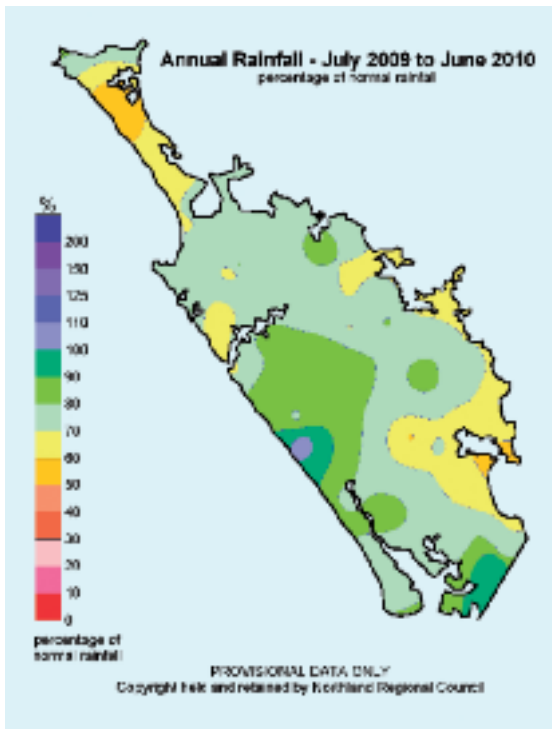 Annual Rainfall - July 2009 to June 2010
percentage of normal rainfall
%
200
150
125
110
100
90
80
70
60
50
40
30
20
10
0
percentage of
normal rainfall
PROVISIONAL DATA ONLY
Copyright held and retained by Northland Regional Council